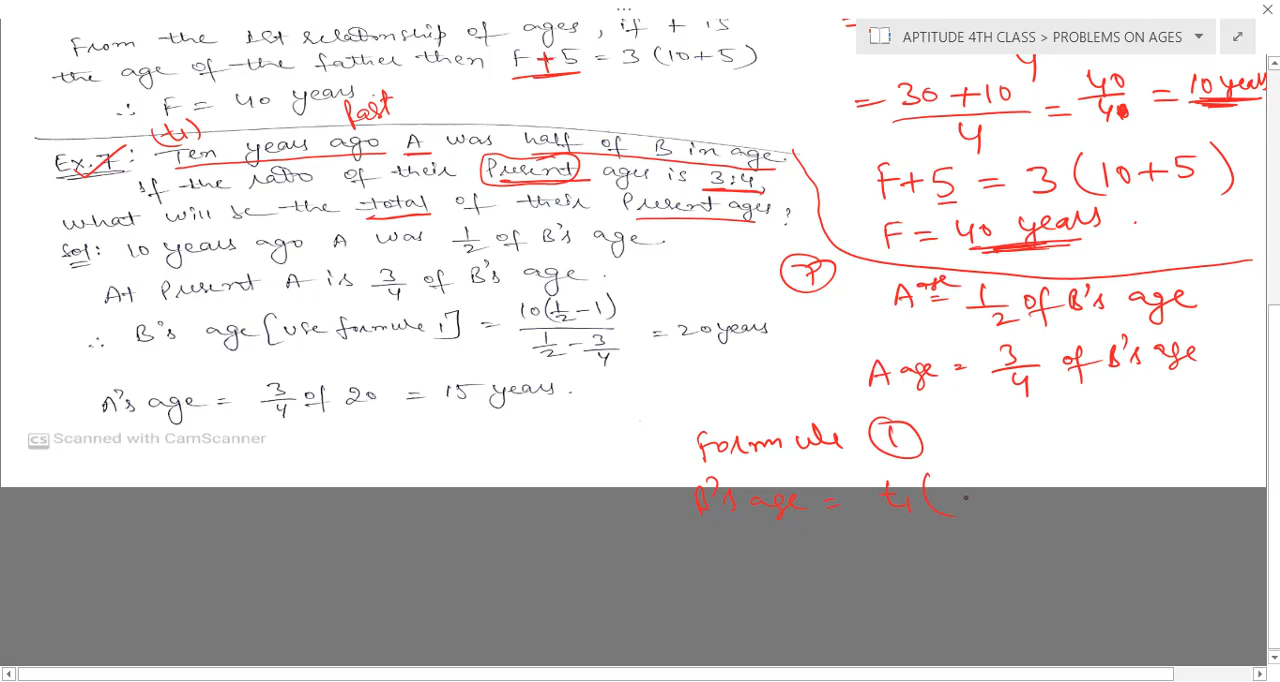 From the 1st relationship of ages, if + 15
the age of the father then F+5 = 3 (10+5)
∴ F = 40 years
(t1) Past
Ex.7: Ten years ago A was half of B in age.
If the ratio of their Present ages is 3:4,
what will be the total of their Present ages?
Sol: 10 years ago A was 1/2 of B's age.
At Present A is 3/4 of B's age.
∴ B's age [use formula 1] = 10(1/2 - 1) / (1/2 - 3/4) = 20 years
A's age = 3/4 of 20 = 15 years.
CS Scanned with CamScanner
APTITUDE 4TH CLASS > PROBLEMS ON AGES
=
4
= (30 + 10)/4 = 40/40 = 10 years
F+5 = 3 (10+5)
F = 40 years.
7
A age = 1/2 of B's age
A age = 3/4 of B's age
Formule 1
B's age = t1 (